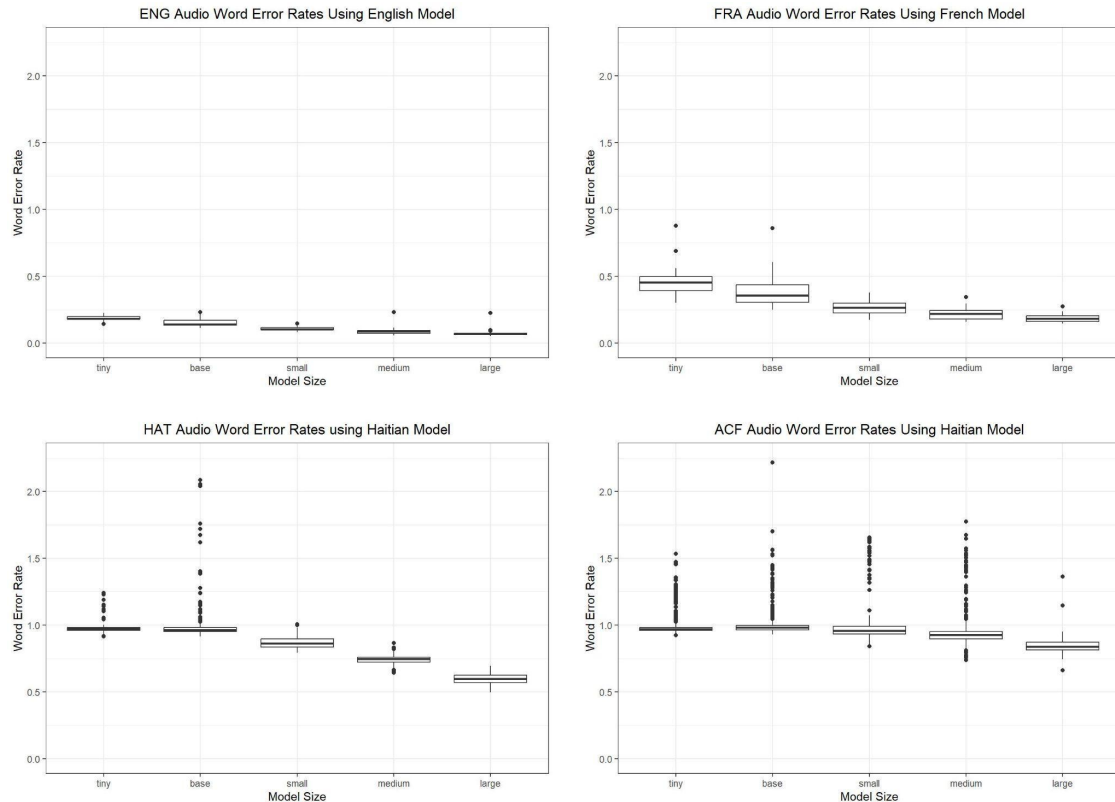 ENG Audio Word Error Rates Using English Model
2.0
1.5
1.0
0.5
0.0
Word Error Rate
tiny base small medium large
Model Size
FRA Audio Word Error Rates Using French Model
2.0
1.5
1.0
0.5
0.0
Word Error Rate
tiny base small medium large
Model Size
HAT Audio Word Error Rates using Haitian Model
2.0
1.5
1.0
0.5
0.0
Word Error Rate
tiny base small medium large
Model Size
ACF Audio Word Error Rates Using Haitian Model
2.0
1.5
1.0
0.5
0.0
Word Error Rate
tiny base small medium large
Model Size